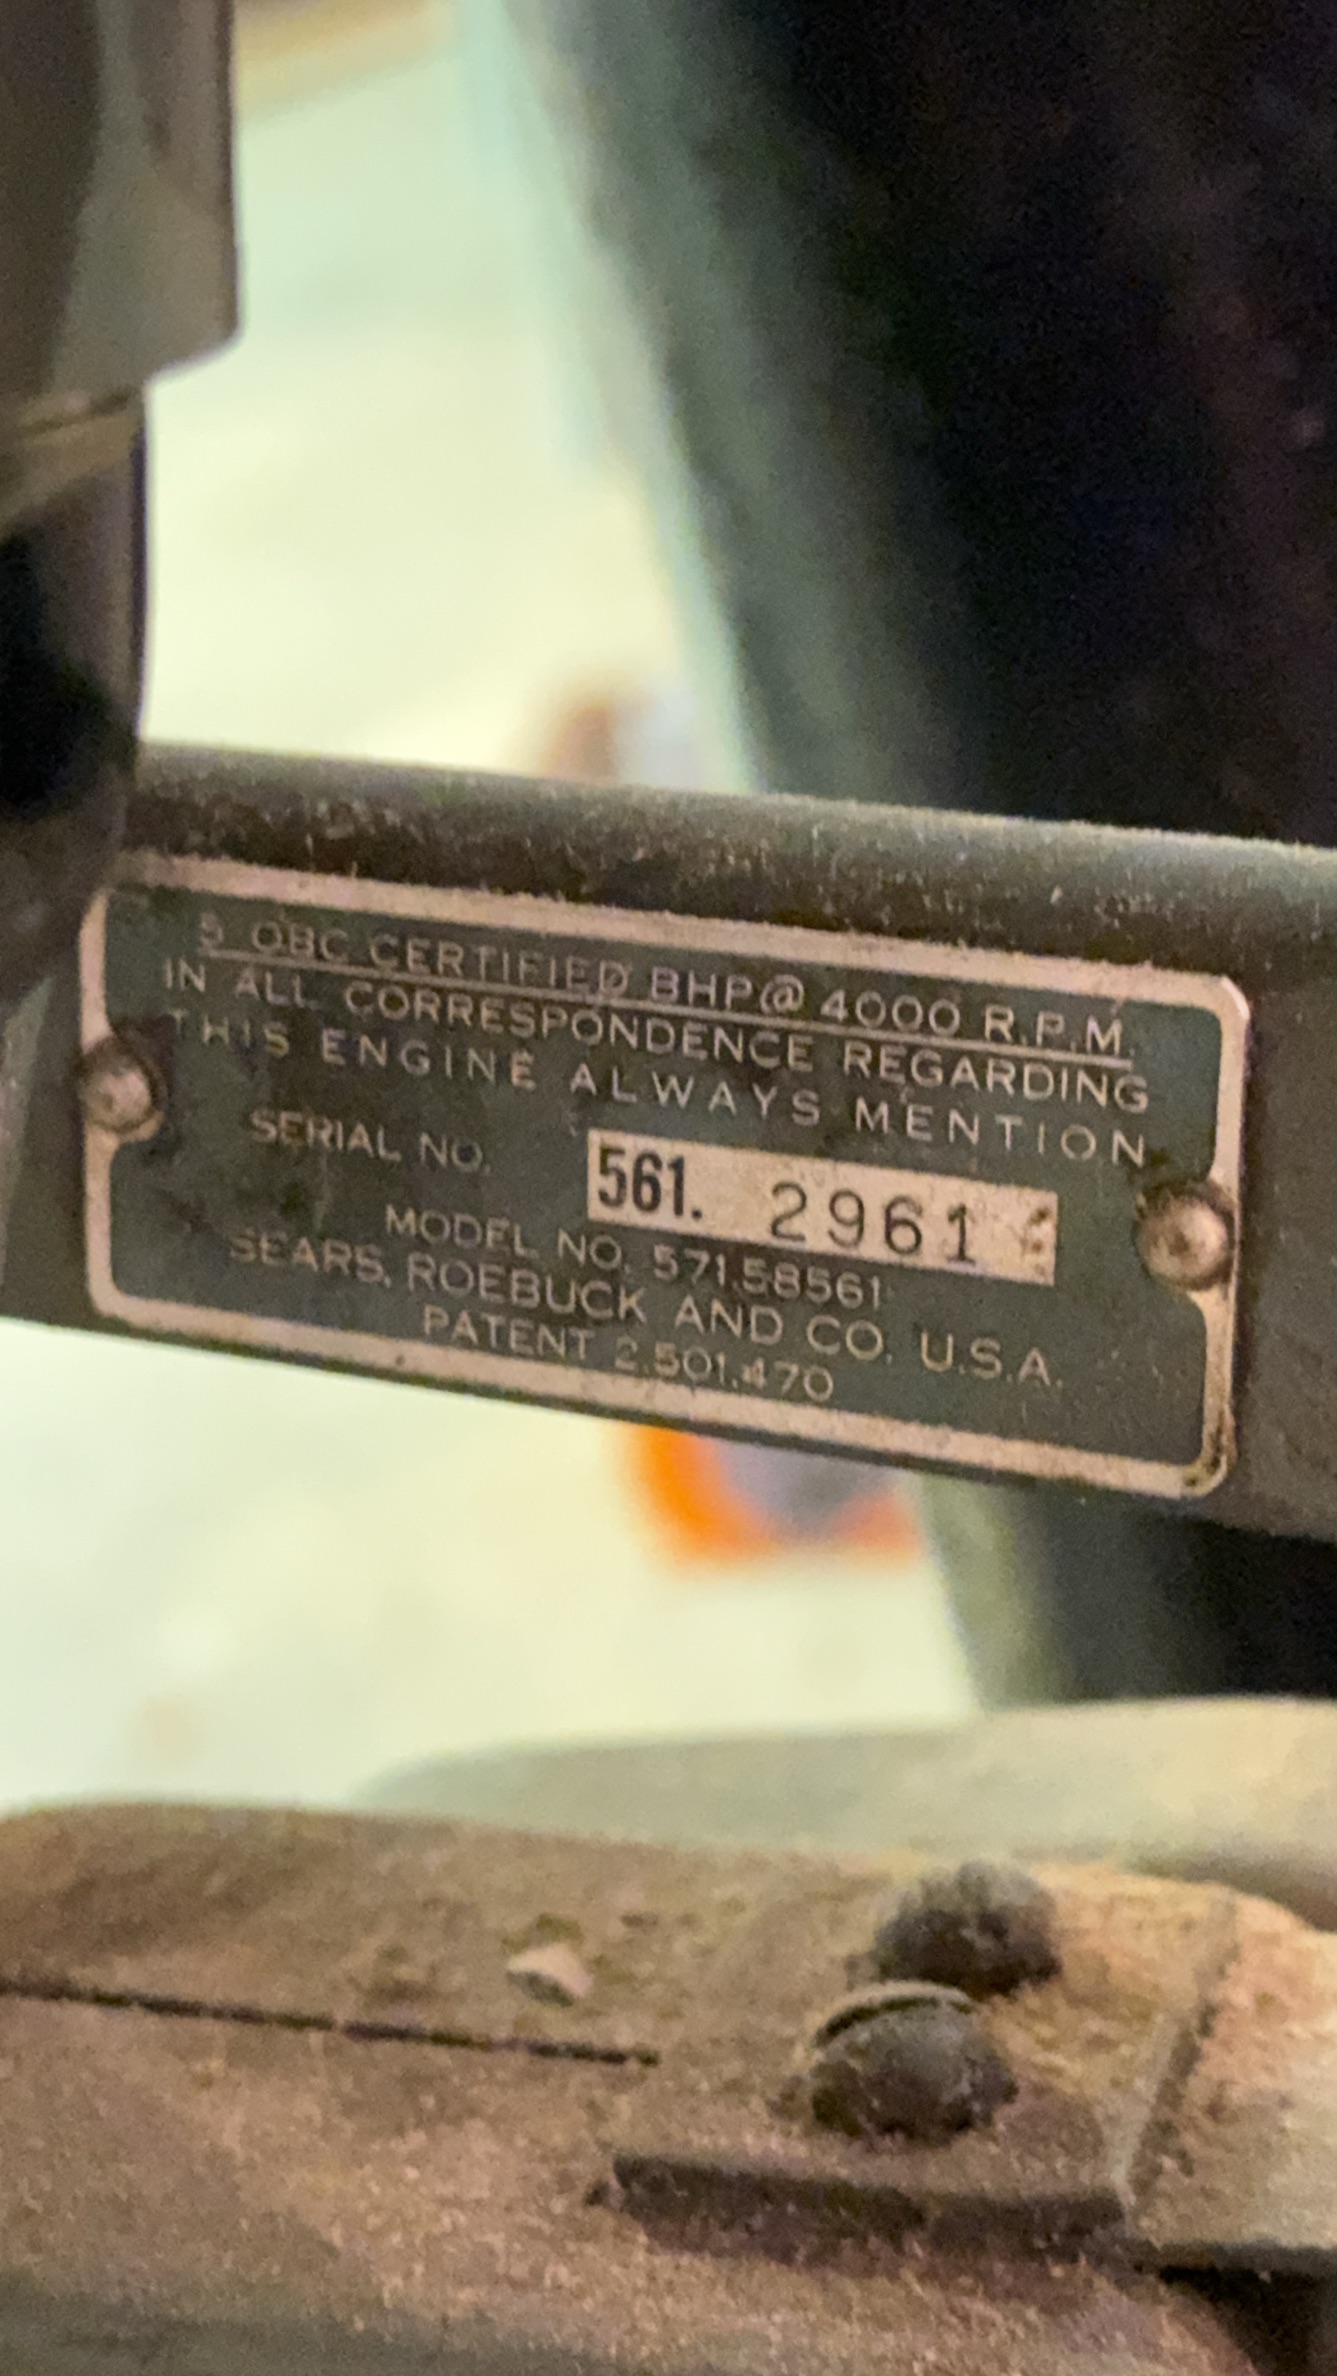 5 OBC CERTIFIED BHP@ 4000 R.P.M.
IN ALL CORRESPONDENCE REGARDING
THIS ENGINE ALWAYS MENTION
SERIAL NO. 561. 2961
MODEL NO. 571.58561
SEARS, ROEBUCK AND CO. U.S.A.
PATENT 2,501,470